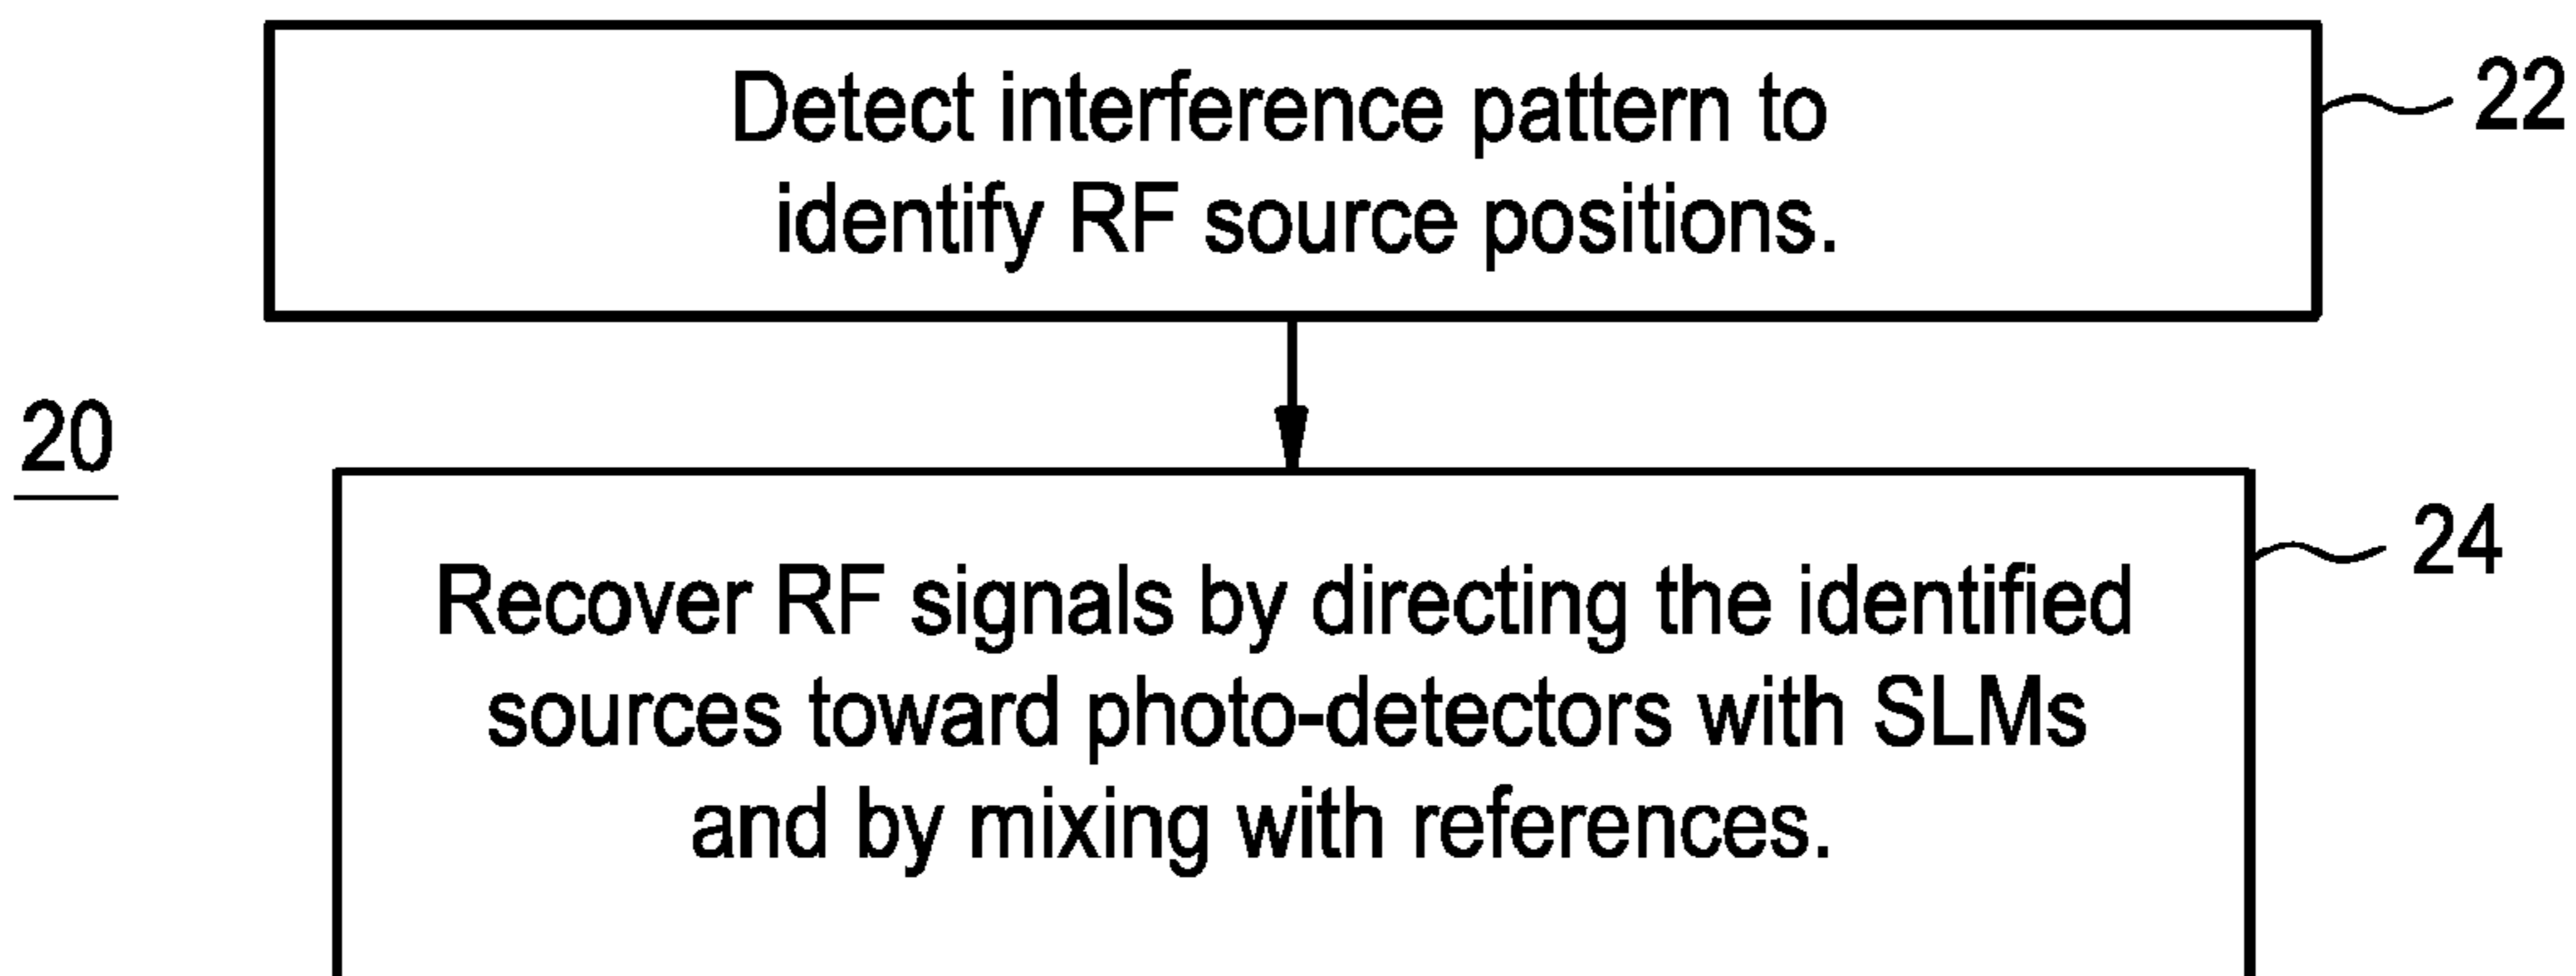 Detect interference pattern to
identify RF source positions.
22
20
Recover RF signals by directing the identified
sources toward photo-detectors with SLMs
and by mixing with references.
24